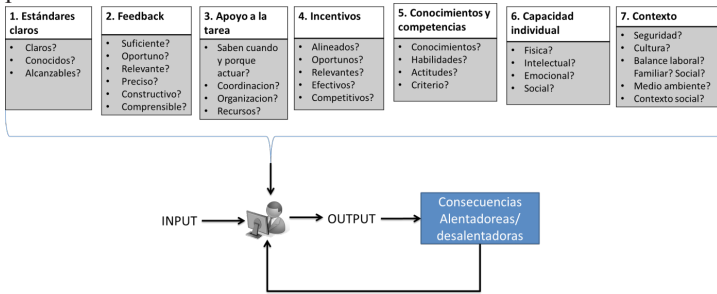 1. Estándares
claros
• Claros?
• Conocidos?
• Alcanzables?
2. Feedback
• Suficiente?
• Oportuno?
• Relevante?
• Preciso?
• Constructivo?
• Comprensible?
3. Apoyo a la
tarea
• Saben cuando
y porque
actuar?
• Coordinacion?
• Organizacion?
• Recursos?
4. Incentivos
• Alineados?
• Oportunos?
• Relevantes?
• Efectivos?
• Competitivos?
5. Conocimientos y
competencias
• Conocimientos?
• Habilidades?
• Actitudes?
• Criterio?
6. Capacidad
individual
• Fisica?
• Intelectual?
• Emocional?
• Social?
7. Contexto
• Seguridad?
• Cultura?
• Balance laboral?
Familiar? Social?
• Medio ambiente?
• Contexto social?
INPUT
OUTPUT
Consecuencias
Alentadoreas/
desalentadoras